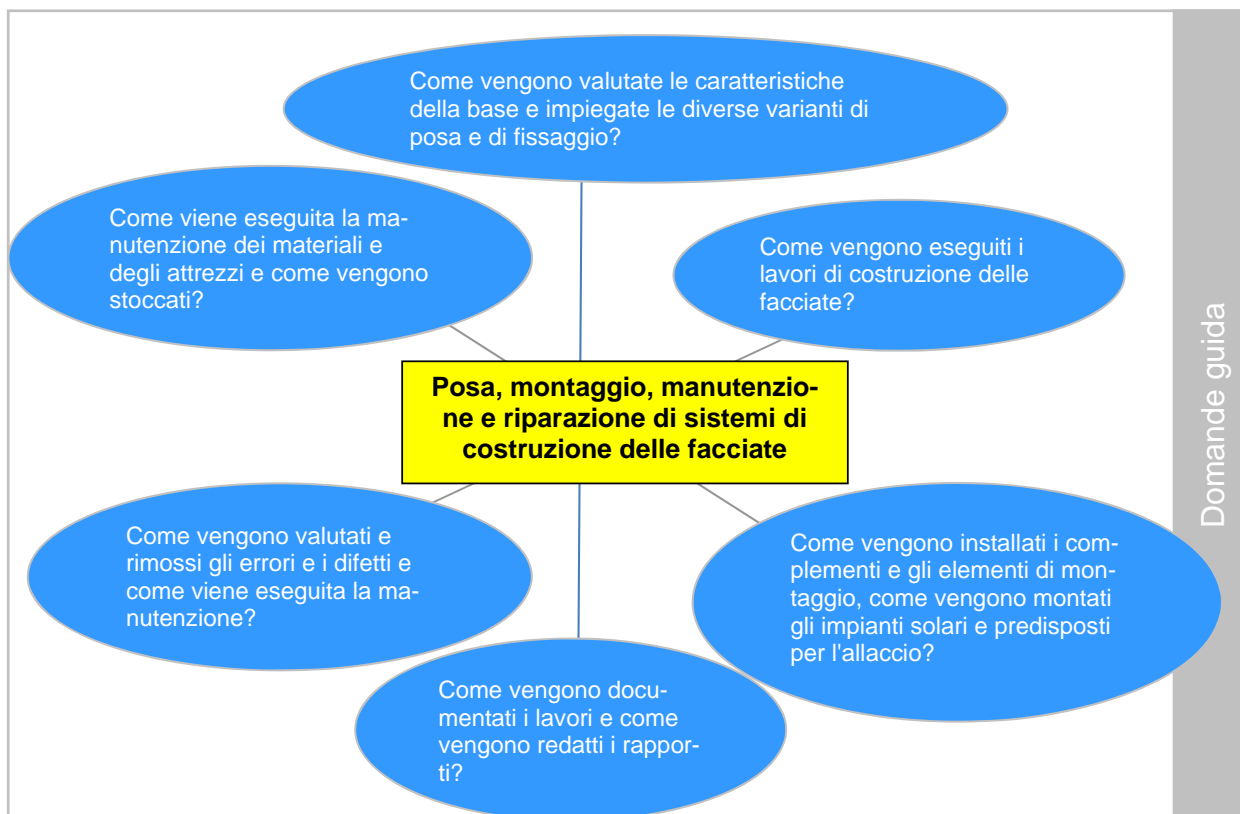 Come vengono valutate le caratteristiche
della base e impiegate le diverse varianti di
posa e di fissaggio?
Come viene eseguita la ma-
nutenzione dei materiali e
degli attrezzi e come vengono
stoccati?
Come vengono eseguiti i
lavori di costruzione delle
facciate?
Posa, montaggio, manutenzio-
ne e riparazione di sistemi di
costruzione delle facciate
Come vengono valutati e
rimossi gli errori e i difetti e
come viene eseguita la ma-
nutenzione?
Come vengono installati i com-
plementi e gli elementi di mon-
taggio, come vengono montati
gli impianti solari e predisposti
per l'allaccio?
Come vengono docu-
mentati i lavori e come
vengono redatti i rappor-
ti?
Domande guida